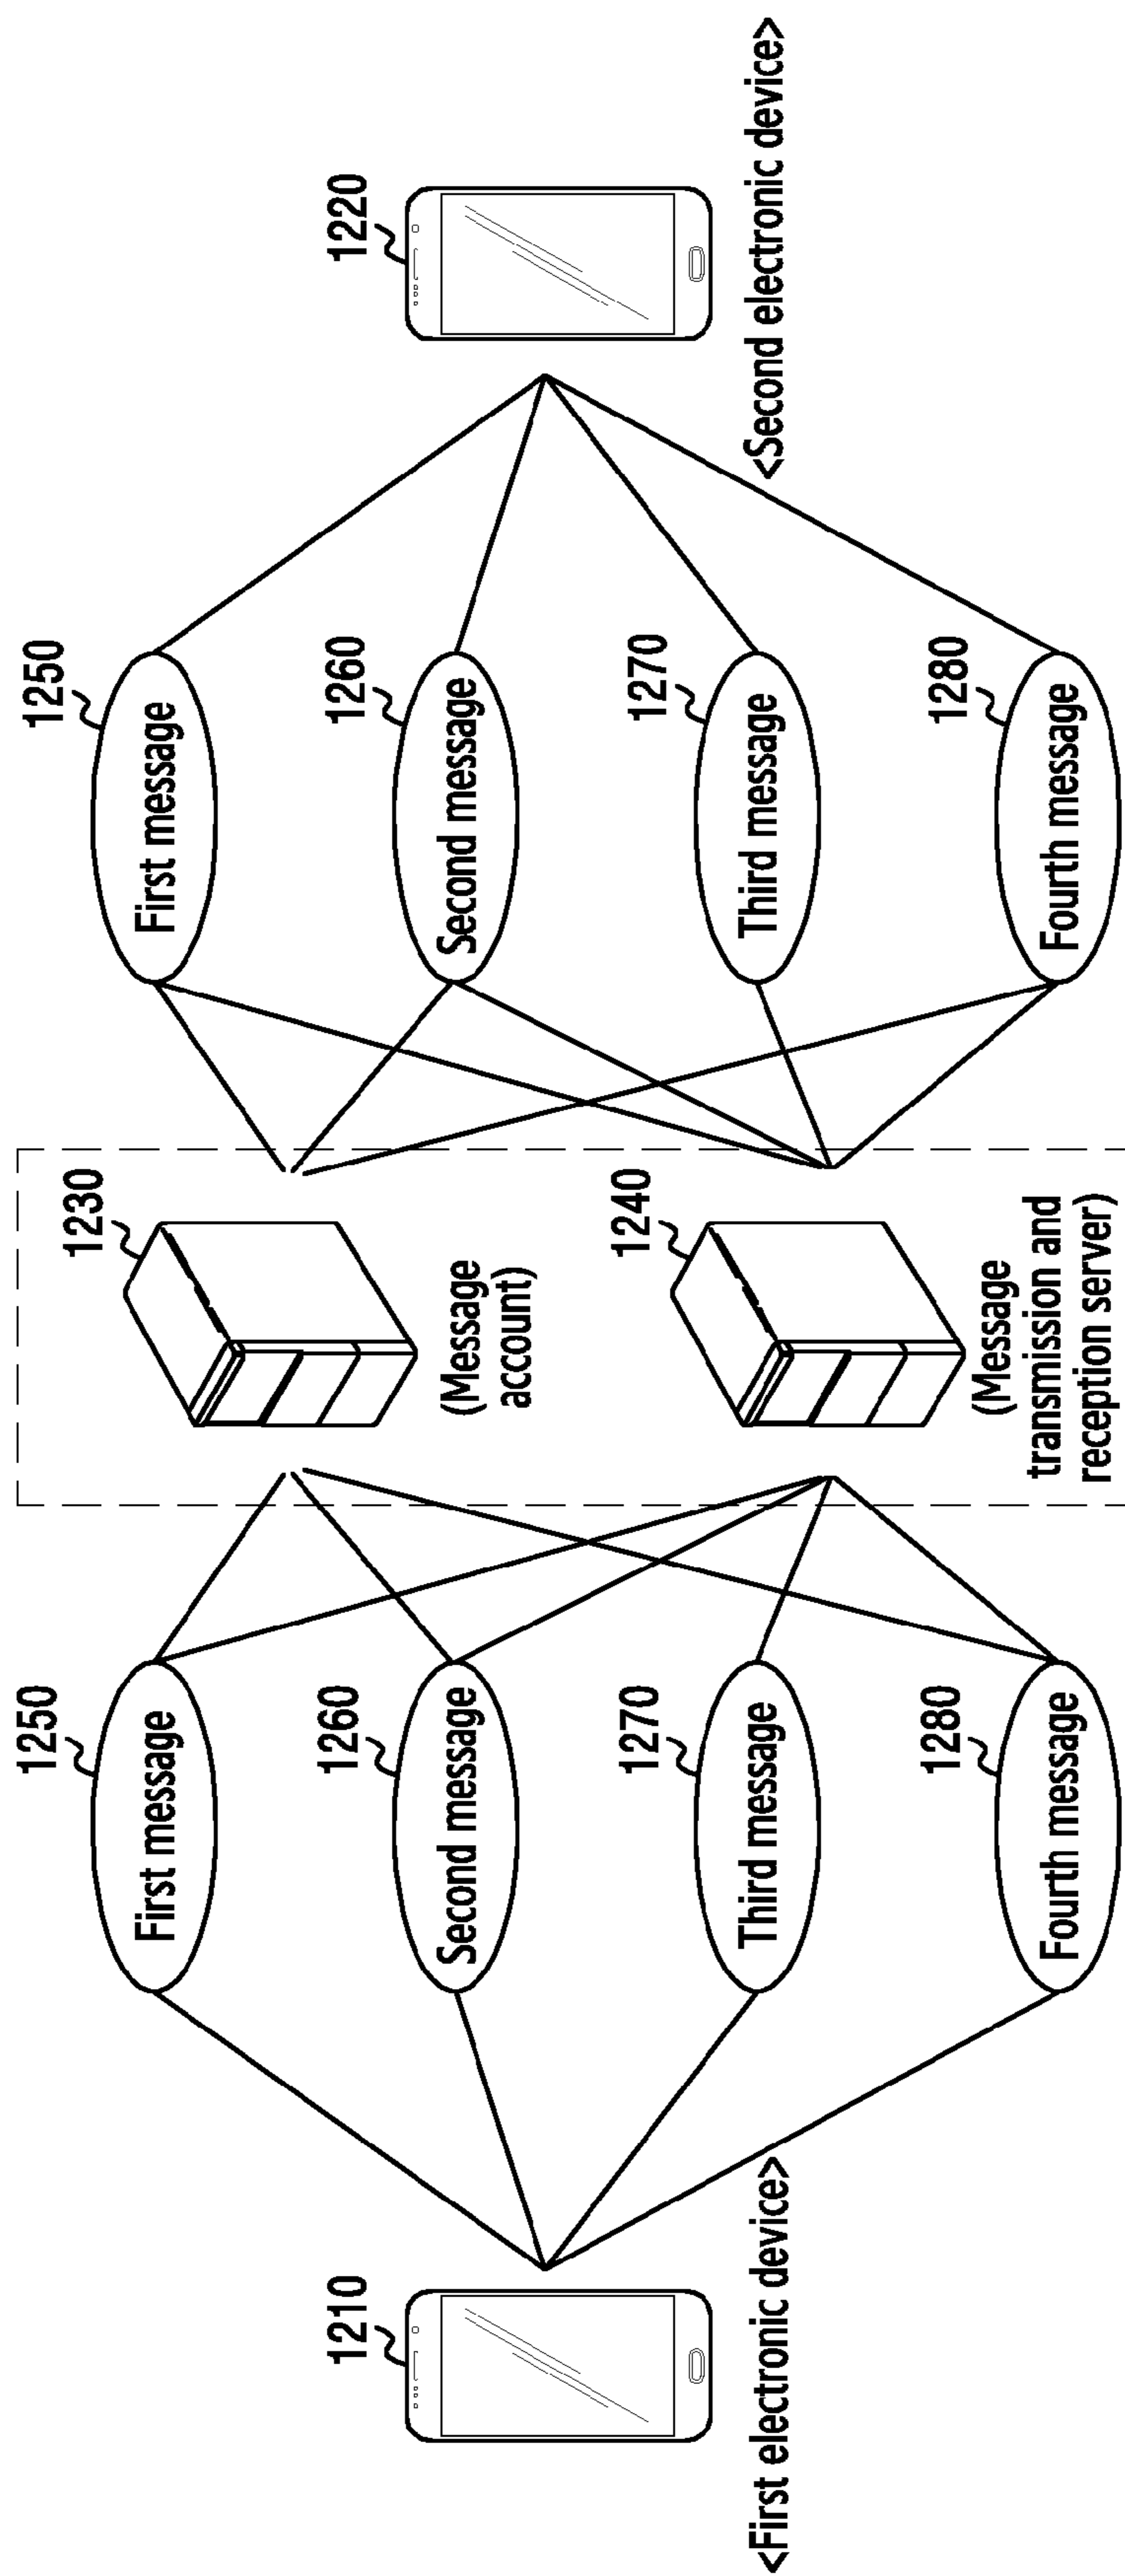 1210
<First electronic device>
1250
First message
1260
Second message
1270
Third message
1280
Fourth message
1230
(Message
account)
1240
(Message
transmission and
reception server)
1250
First message
1260
Second message
1270
Third message
1280
Fourth message
1220
<Second electronic device>